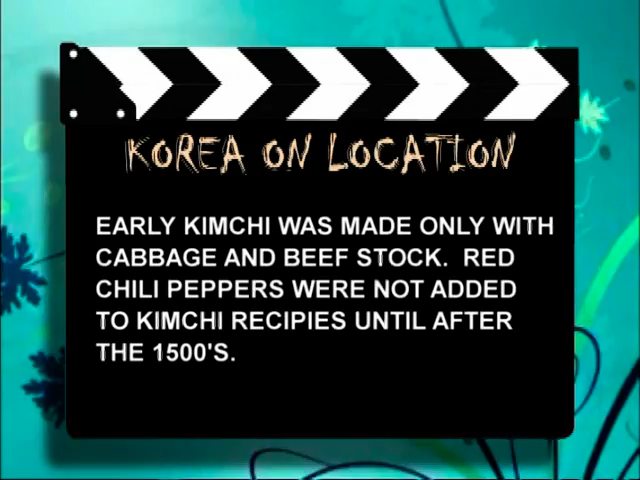 KOREA ON LOCATION
EARLY KIMCHI WAS MADE ONLY WITH
CABBAGE AND BEEF STOCK.  RED
CHILI PEPPERS WERE NOT ADDED
TO KIMCHI RECIPIES UNTIL AFTER
THE 1500'S.